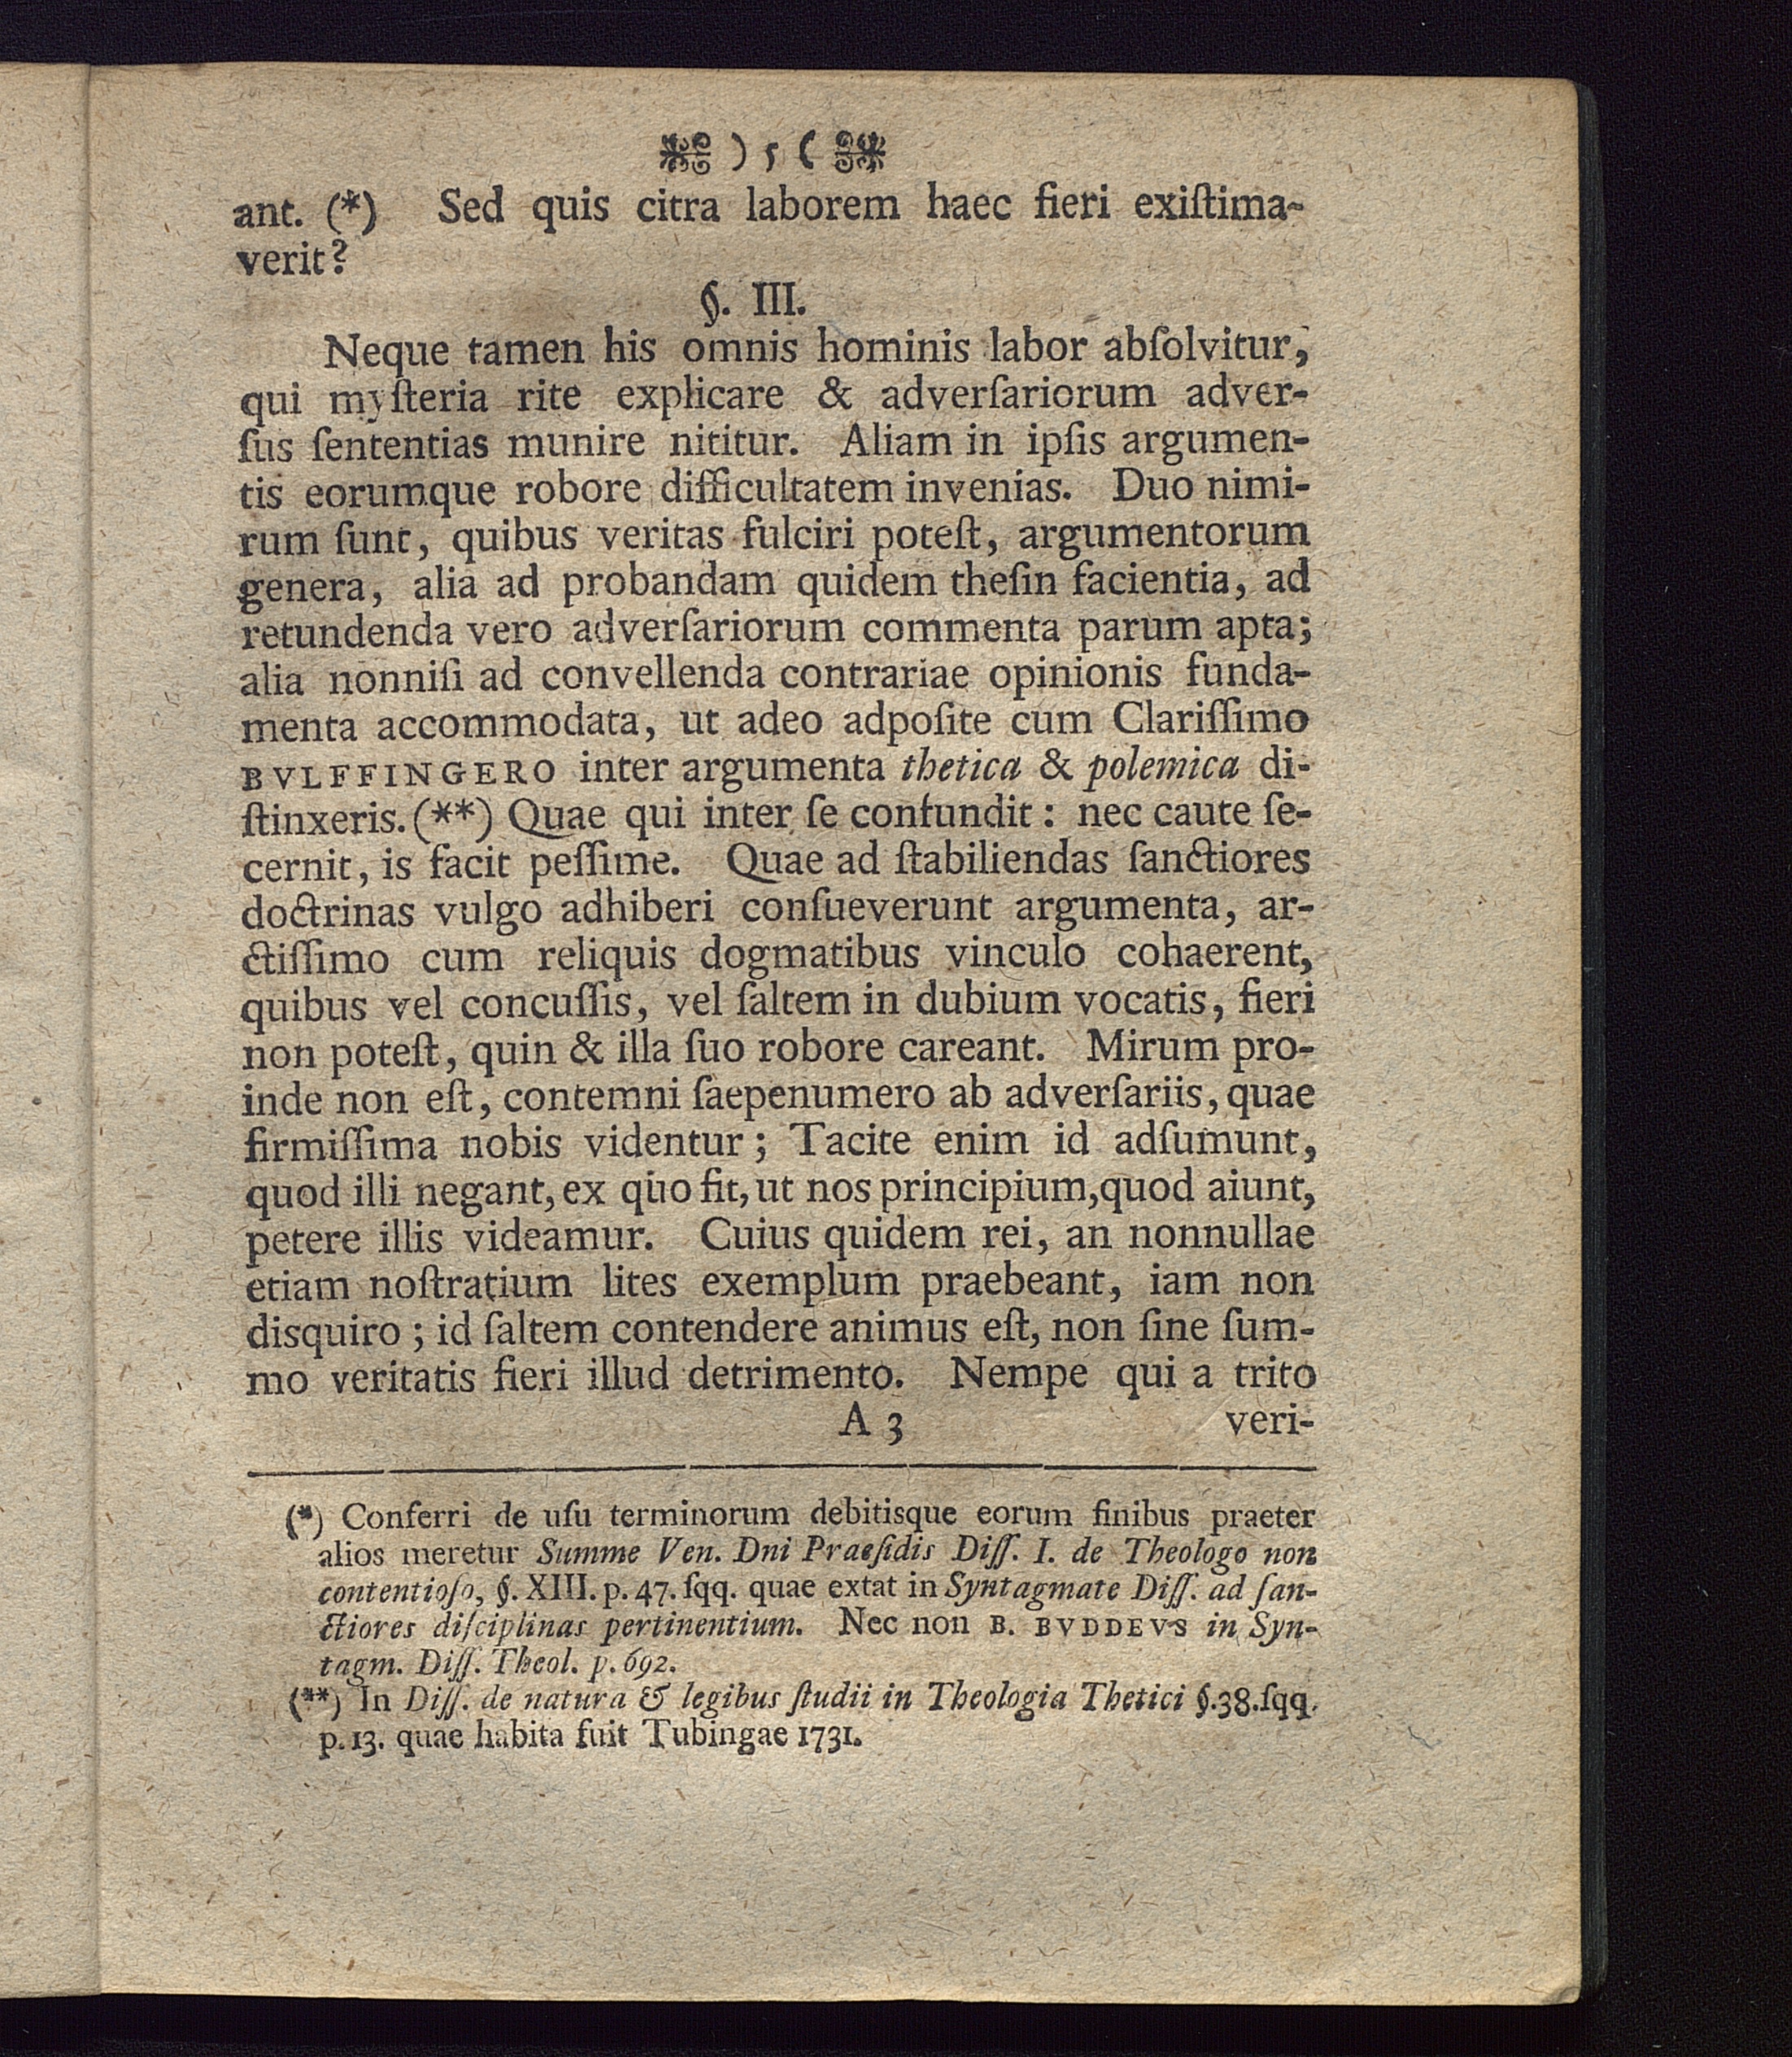 ) 5 (
ant. (*) Sed quis citra laborem haec fieri exiſtima-
verit?
§. III.
Neque tamen his omnis hominis labor abſolvitur,
qui myſteria rite explicare & adverſariorum adver-
ſus ſententias munire nititur. Aliam in ipſis argumen-
tis eorumque robore difficultatem invenias. Duo nimi-
rum ſunt, quibus veritas fulciri poteſt, argumentorum
genera, alia ad probandam quidem theſin facientia, ad
retundenda vero adverſariorum commenta parum apta;
alia nonniſi ad convellenda contrariae opinionis funda-
menta accommodata, ut adeo adpoſite cum Clariſſimo
BVLFFINGERO inter argumenta thetica & polemica di-
ſtinxeris. (**) Quae qui inter ſe confundit: nec caute ſe-
cernit, is facit peſſime. Quae ad ſtabiliendas ſanctiores
doctrinas vulgo adhiberi conſueverunt argumenta, ar-
ctiſſimo cum reliquis dogmatibus vinculo cohaerent,
quibus vel concuſſis, vel ſaltem in dubium vocatis, fieri
non poteſt, quin & illa ſuo robore careant. Mirum pro-
inde non eſt, contemni ſaepenumero ab adverſariis, quae
firmiſſima nobis videntur; Tacite enim id adſumunt,
quod illi negant, ex quo fit, ut nos principium, quod aiunt,
petere illis videamur. Cuius quidem rei, an nonnullae
etiam noſtratium lites exemplum praebeant, iam non
disquiro; id ſaltem contendere animus eſt, non ſine ſum-
mo veritatis fieri illud detrimento. Nempe qui a trito
A 3 veri-
(*) Conferri de uſu terminorum debitisque eorum finibus praeter
alios meretur Summe Ven. Dni Praeſidis Diſſ. I. de Theologo non
contentioſo, §. XIII. p. 47. ſqq. quae extat in Syntagmate Diſſ. ad ſan-
ctiores diſciplinas pertinentium. Nec non B. BVDDEVS in Syn-
tagm. Diſſ. Theol. p. 692.
(**) In Diſſ. de natura & legibus ſtudii in Theologia Thetici §. 38. ſqq.
p. 13. quae habita fuit Tubingae 1731.